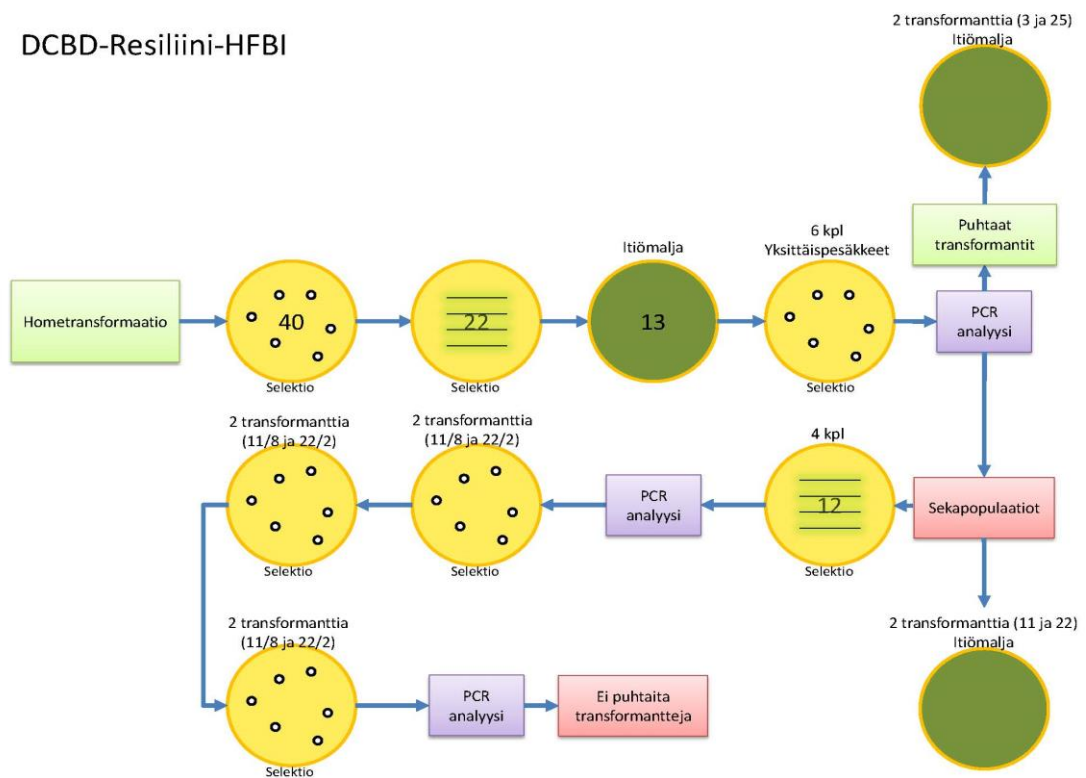 DCBD-Resiliini-HFBI
2 transformanttia (3 ja 25)
Itiömalja
Puhtaat
transformantit
Hometransformaatio
40
Selektio
22
Selektio
Itiömalja
13
6 kpl
Yksittäispesäkkeet
Selektio
PCR
analyysi
2 transformanttia
(11/8 ja 22/2)
Selektio
2 transformanttia
(11/8 ja 22/2)
Selektio
PCR
analyysi
4 kpl
12
Selektio
Sekapopulaatiot
2 transformanttia (11 ja 22)
Itiömalja
2 transformanttia
(11/8 ja 22/2)
Selektio
PCR
analyysi
Ei puhtaita
transformantteja